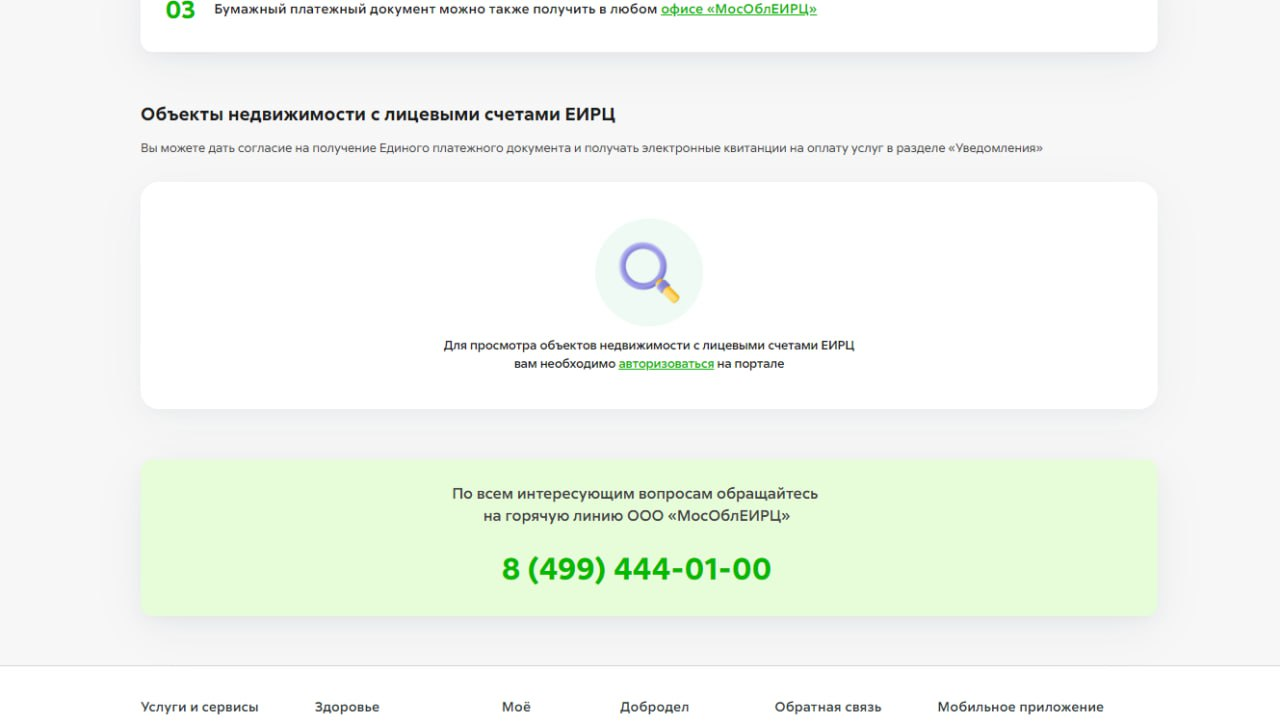 03 Бумажный платежный документ можно также получить в любом офисе «МосОблЕИРЦ»
Объекты недвижимости с лицевыми счетами ЕИРЦ
Вы можете дать согласие на получение Единого платежного документа и получать электронные квитанции на оплату услуг в разделе «Уведомления»
Для просмотра объектов недвижимости с лицевыми счетами ЕИРЦ
вам необходимо авторизоваться на портале
По всем интересующим вопросам обращайтесь
на горячую линию ООО «МосОблЕИРЦ»
8 (499) 444-01-00
Услуги и сервисы Здоровье Моё Добродел Обратная связь Мобильное приложение